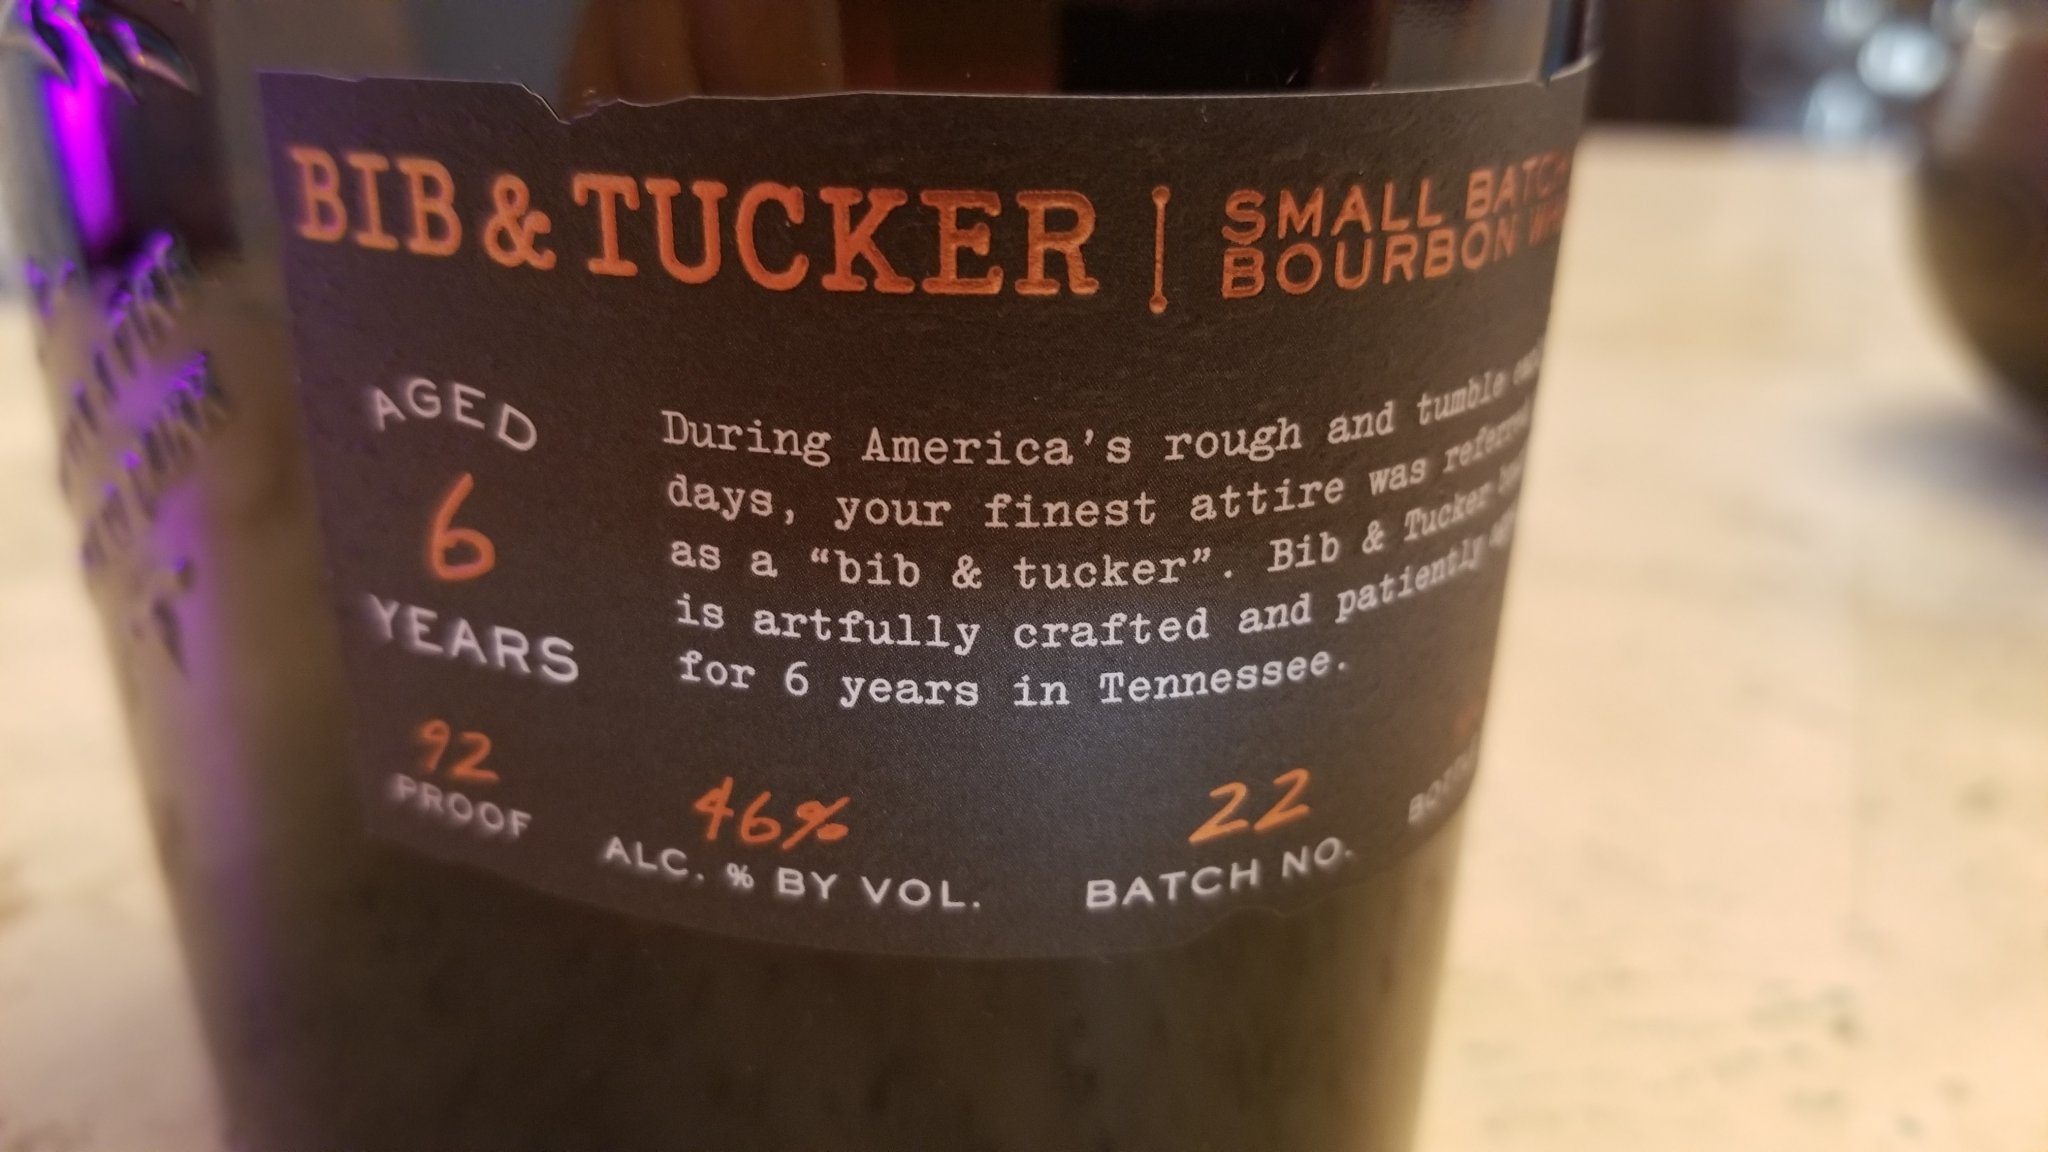 BIB & TUCKER | SMALL BATCH
BOURBON
AGED
6
YEARS
During America's rough and tumble
days, your finest attire was referred
as a “bib & tucker”. Bib & Tucker
is artfully crafted and patiently
for 6 years in Tennessee.
92
PROOF
46%
ALC. % BY VOL.
22
BATCH NO.